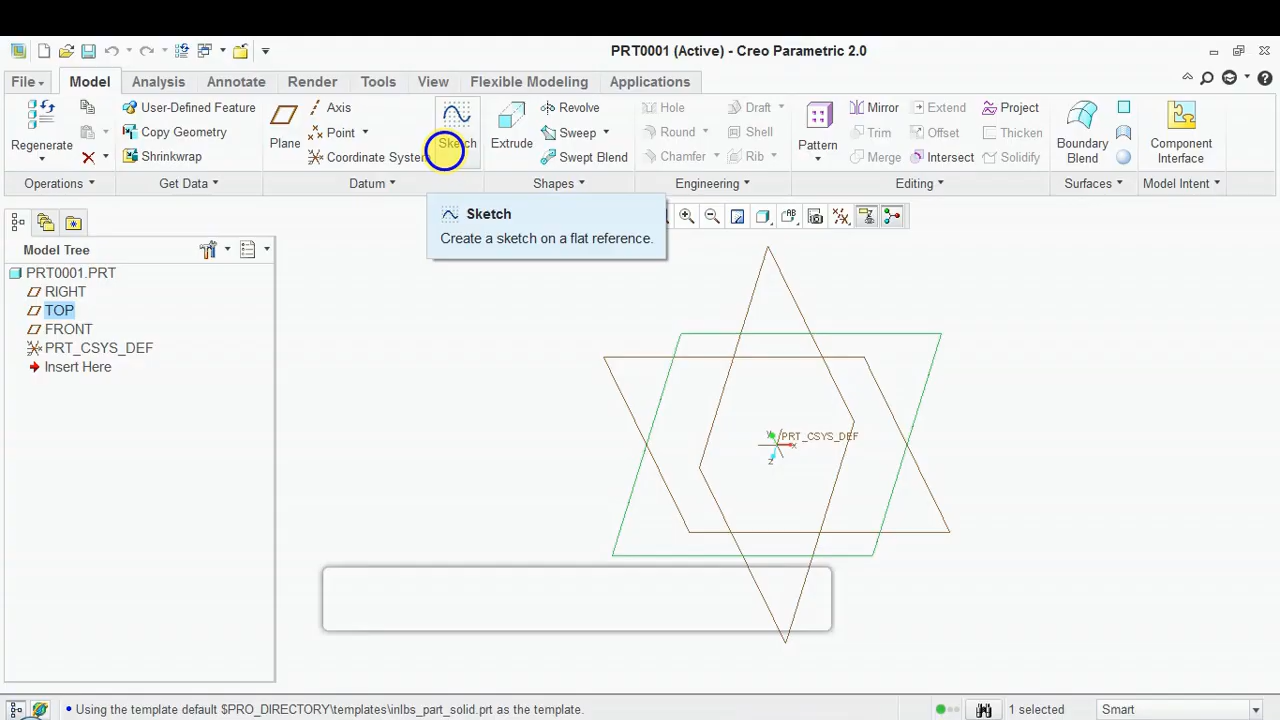 PRT0001 (Active) - Creo Parametric 2.0
File Model Analysis Annotate Render Tools View Flexible Modeling Applications
Regenerate
Operations
User-Defined Feature
Copy Geometry
Shrinkwrap
Get Data
Plane
Axis
Point
Coordinate System
Sketch
Datum
Extrude
Revolve
Sweep
Swept Blend
Shapes
Hole
Round
Chamfer
Draft
Shell
Rib
Engineering
Pattern
Mirror
Trim
Merge
Extend
Offset
Intersect
Project
Thicken
Solidify
Editing
Boundary
Blend
Surfaces
Component
Interface
Model Intent
Sketch
Create a sketch on a flat reference.
Model Tree
PRT0001.PRT
RIGHT
TOP
FRONT
PRT_CSYS_DEF
Insert Here
Y
PRT_CSYS_DEF
X
Z
Using the template default $PRO_DIRECTORY\templates\inlbs_part_solid.prt as the template.
1 selected
Smart